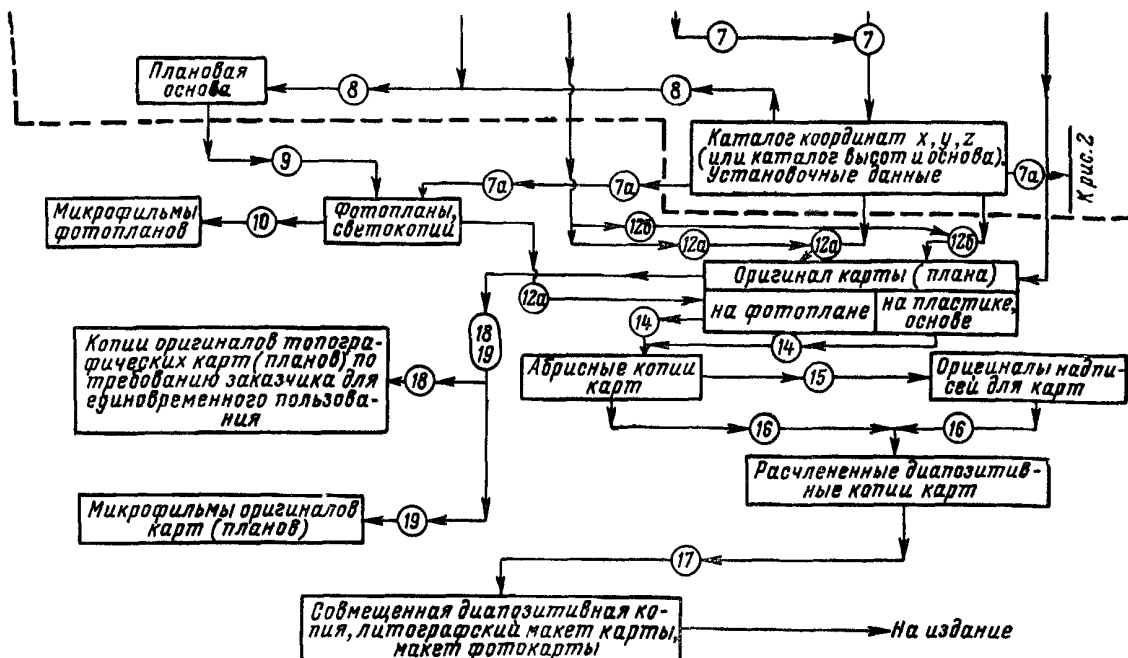 7
7
Плановая
основа
8
8
Каталог координат x, y, z
(или каталог высот и основа).
Установочные данные
7а
К рис. 2
9
7а
7а
Микрофильмы
фотопланов
10
Фотопланы,
светокопий
12б
12б
12а
12а
Оригинал карты (плана)
12а
на фотоплане
на пластике,
основе
14
14
18
19
Копии оригиналов топогра-
фических карт (планов) по
требованию заказчика для
единовременного пользова-
ния
18
Абрисные копии
карт
15
Оригиналы надпи-
сей для карт
16
16
Расчлененные диапозитив-
ные копии карт
Микрофильмы оригиналов
карт (планов)
19
17
Совмещенная диапозитивная ко-
пия, литографский макет карты,
макет фотокарты
На издание